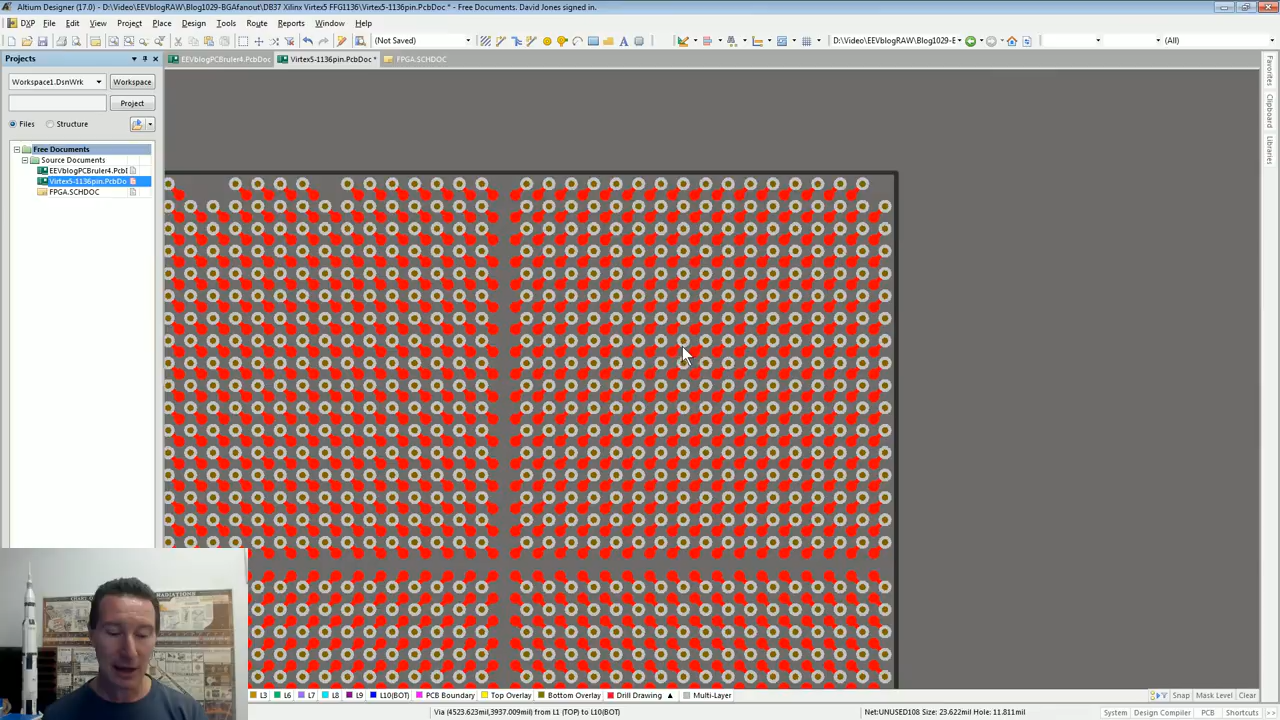 Altium Designer (17.0) - D:\Video\EEVblogRAW\Blog1029-BGAfanout\DB37 Xilinx Virtex5 FFG1136\Virtex5-1136pin.PcbDoc * - Free Documents. David Jones signed in.
DXP File Edit View Project Place Design Tools Route Reports Window Help
(Not Saved) D:\Video\EEVblogRAW\Blog1029-E (All)
Projects
EEVblogPCBruler4.PcbDoc Virtex5-1136pin.PcbDoc * FPGA.SCHDOC
Workspace1.DsnWrk Workspace
Project
Files Structure
Free Documents
Source Documents
EEVblogPCBruler4.Pcb
Virtex5-1136pin.PcbDo
FPGA.SCHDOC
Favorites
Clipboard
Libraries
L3 L6 L7 L8 L9 L10(BOT) PCB Boundary Top Overlay Bottom Overlay Drill Drawing Multi-Layer Snap Mask Level Clear
Via (4523.623mil,3937.009mil) from L1 (TOP) to L10(BOT) Net:UNUSED108 Size: 23.622mil Hole: 11.811mil System Design Compiler PCB Shortcuts